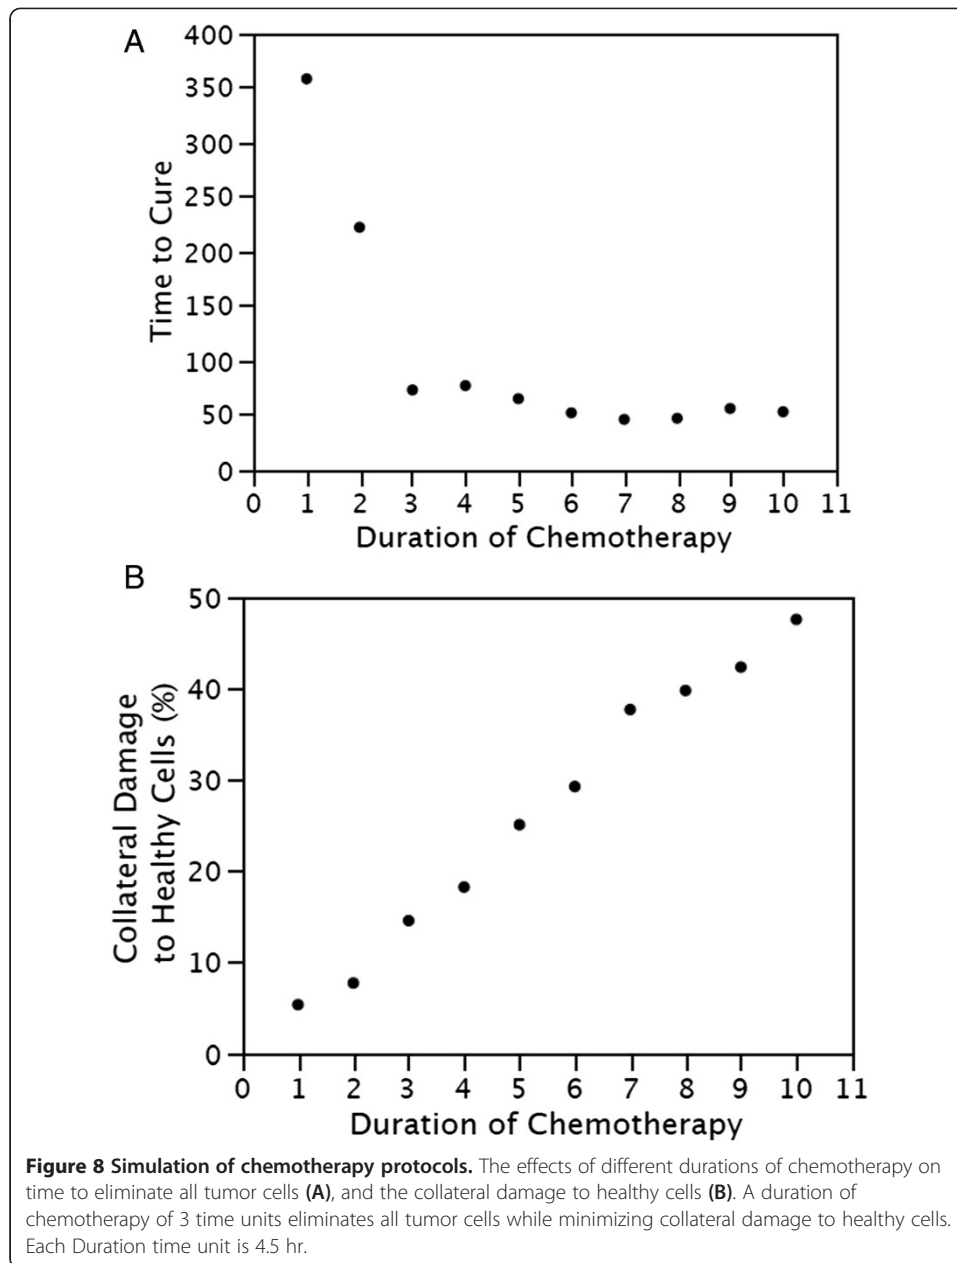 A
400
350
300
250
200
150
100
50
0
Time to Cure
0 1 2 3 4 5 6 7 8 9 10 11
Duration of Chemotherapy
B
50
40
30
20
10
0
Collateral Damage
to Healthy Cells (%)
0 1 2 3 4 5 6 7 8 9 10 11
Duration of Chemotherapy
Figure 8 Simulation of chemotherapy protocols. The effects of different durations of chemotherapy on
time to eliminate all tumor cells (A), and the collateral damage to healthy cells (B). A duration of
chemotherapy of 3 time units eliminates all tumor cells while minimizing collateral damage to healthy cells.
Each Duration time unit is 4.5 hr.